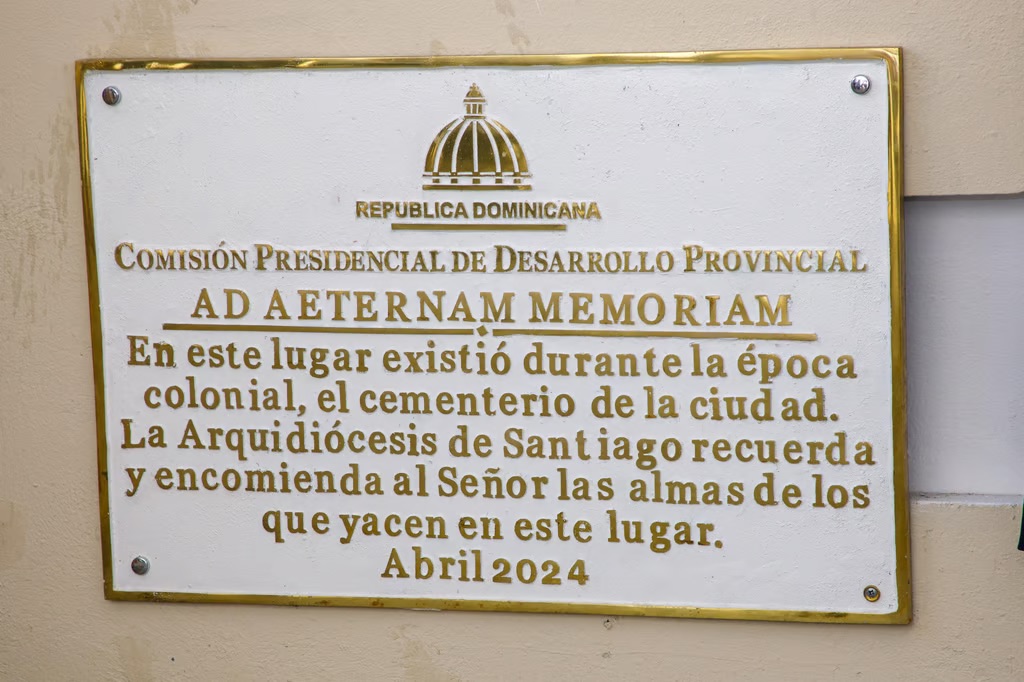 REPUBLICA DOMINICANA
COMISIÓN PRESIDENCIAL DE DESARROLLO PROVINCIAL
AD AETERNAM MEMORIAM
En este lugar existió durante la época
colonial, el cementerio de la ciudad.
La Arquidiócesis de Santiago recuerda
y encomienda al Señor las almas de los
que yacen en este lugar.
Abril 2024